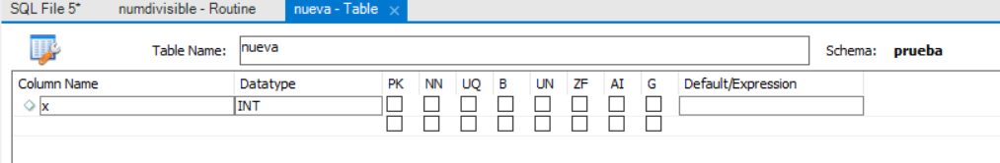 SQL File 5* numdivisible - Routine nueva - Table ×
Table Name: nueva Schema: prueba
Column Name Datatype PK NN UQ B UN ZF AI G Default/Expression
x INT